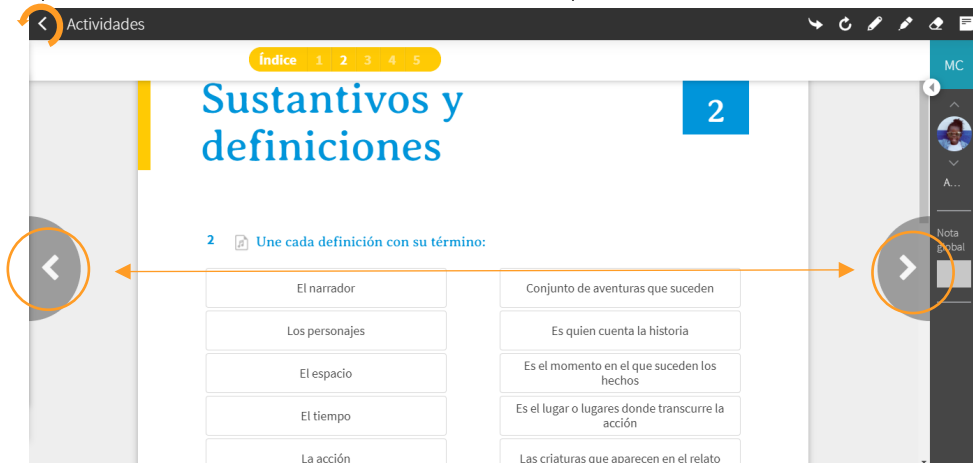 Actividades
Índice 1 2 3 4 5
MC
Sustantivos y
definiciones
2
A...
Nota
global
2 Une cada definición con su término:
El narrador
Conjunto de aventuras que suceden
Los personajes
Es quien cuenta la historia
El espacio
Es el momento en el que suceden los
hechos
El tiempo
Es el lugar o lugares donde transcurre la
acción
La acción
Las criaturas que aparecen en el relato